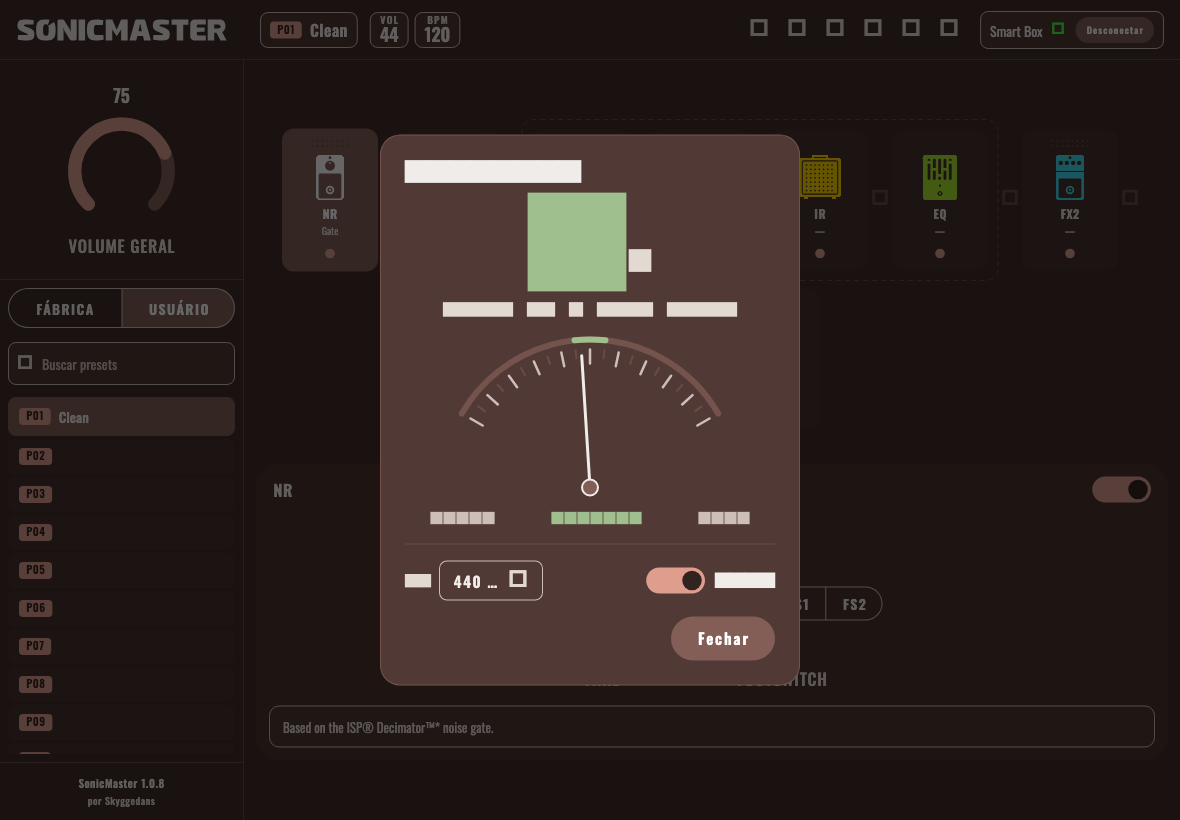 SONICMASTER
P01 Clean
VOL
44
BPM
120
Smart Box
Desconectar
75
VOLUME GERAL
FÁBRICA
USUÁRIO
Buscar presets
P01 Clean
P02
P03
P04
P05
P06
P07
P08
P09
SonicMaster 1.0.8
por Skyggedans
NR
Gate
IR
—
EQ
—
FX2
—
NR
FS2
440 ...
Fechar
Based on the ISP® Decimator™* noise gate.